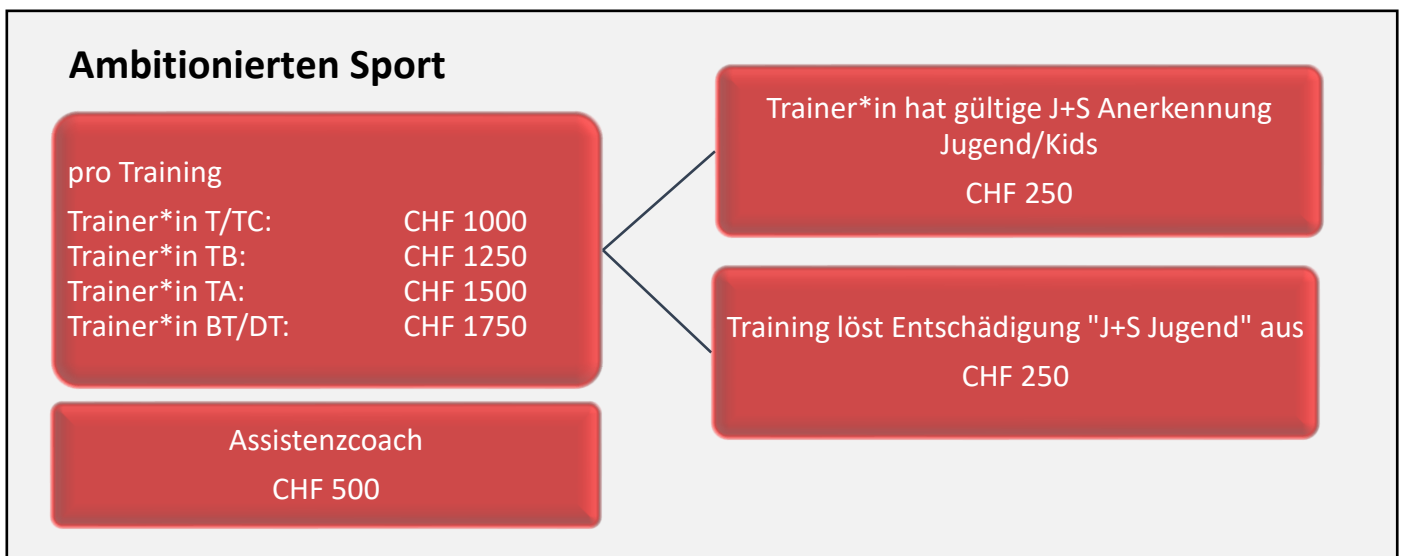 Ambitionierten Sport
pro Training
Trainer*in T/TC: CHF 1000
Trainer*in TB: CHF 1250
Trainer*in TA: CHF 1500
Trainer*in BT/DT: CHF 1750
Assistenzcoach
CHF 500
Trainer*in hat gültige J+S Anerkennung
Jugend/Kids
CHF 250
Training löst Entschädigung "J+S Jugend" aus
CHF 250